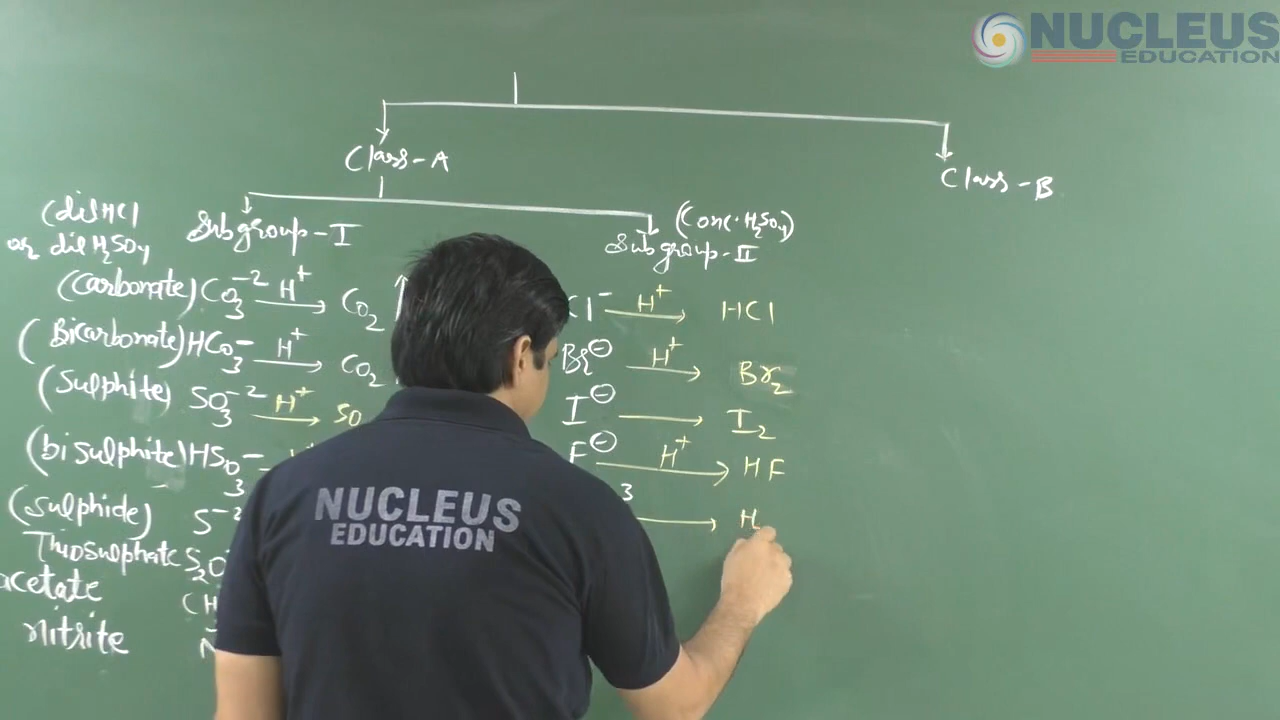 NUCLEUS
EDUCATION
Class-A
Class-B
(dil HCl
or dil H2SO4
Subgroup-I
(Conc. H2SO4)
Subgroup-II
(Carbonate) CO3^-2 H+ → CO2 ↑
Cl^- H+ → HCl
(Bicarbonate) HCO3^- H+ → CO2
Br^⊖ H+ → Br2
(Sulphite) SO3^-2 H+ → SO
I^⊖ → I2
(bisulphite) HSO3^-
F^⊖ H+ → HF
(Sulphide) S^-2
3 → H
Thiosulphate S2O
acetate CH
nitrite N
NUCLEUS
EDUCATION